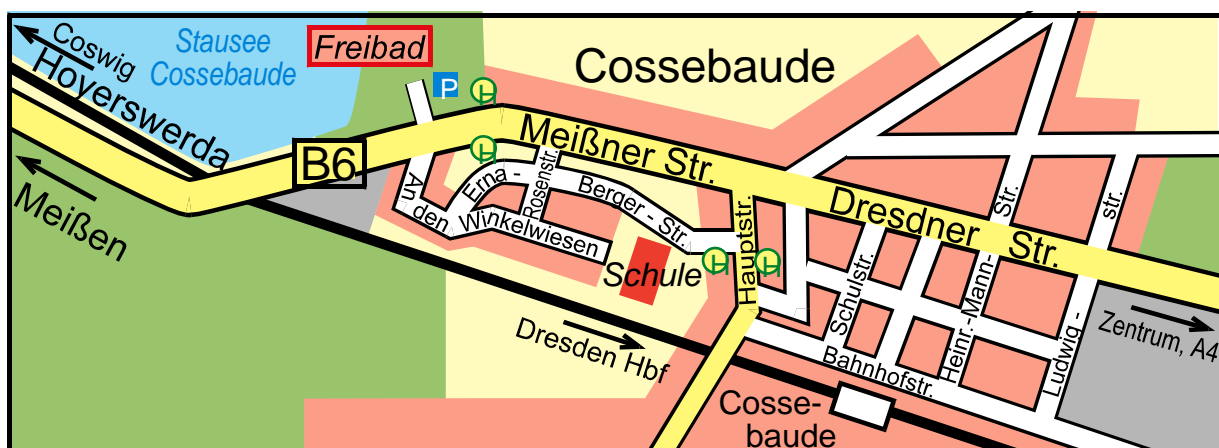 Coswig
Hoyerswerda
Stausee
Cossebaude
Freibad
P
H
Cossebaude
Meißner Str.
B6
H
Meißen
An den Winkelwiesen
Erna-Berger-Str.
Rosenstr.
Hauptstr.
Dresdner Str.
Schule
H
H
Schulstr.
Heinr.-Mann-Str.
Ludwig-
str.
Bahnhofstr.
Zentrum, A4
Dresden Hbf
Cosse-
baude